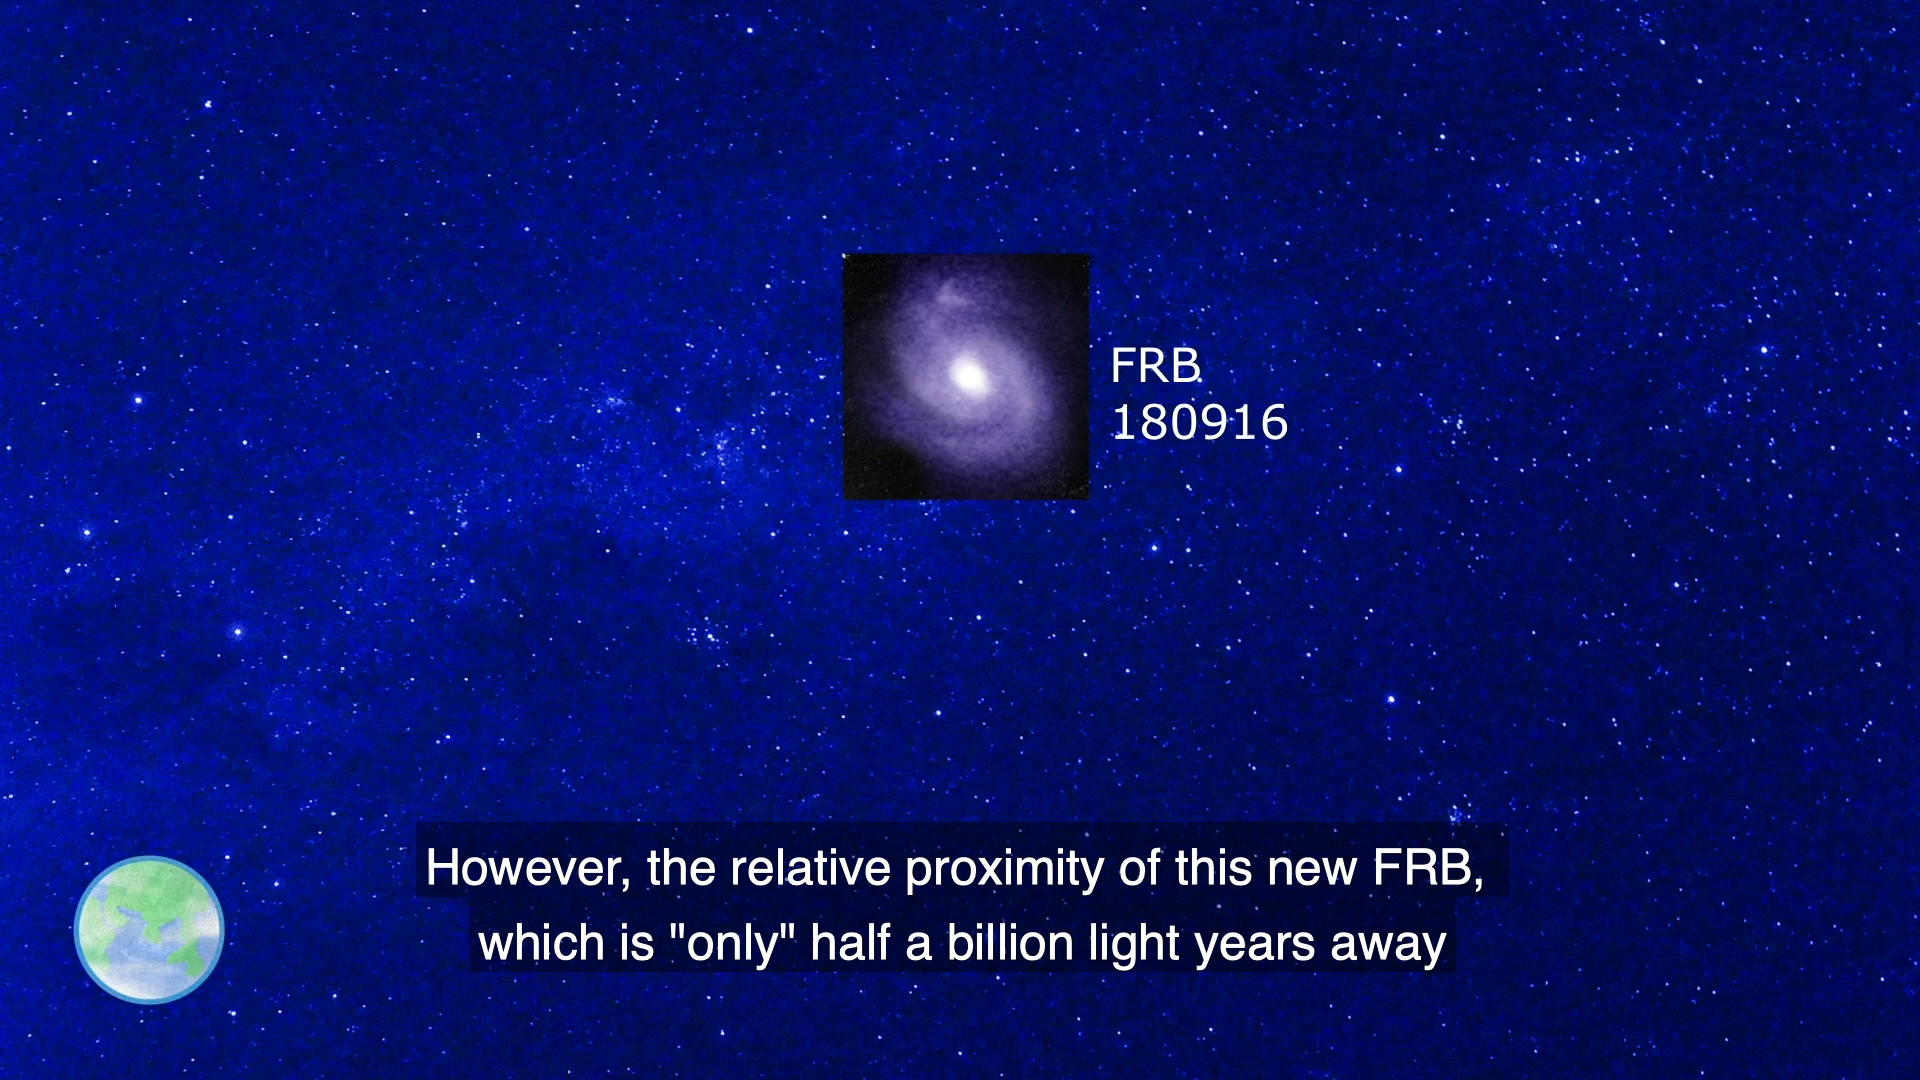 FRB
180916
However, the relative proximity of this new FRB,
which is "only" half a billion light years away